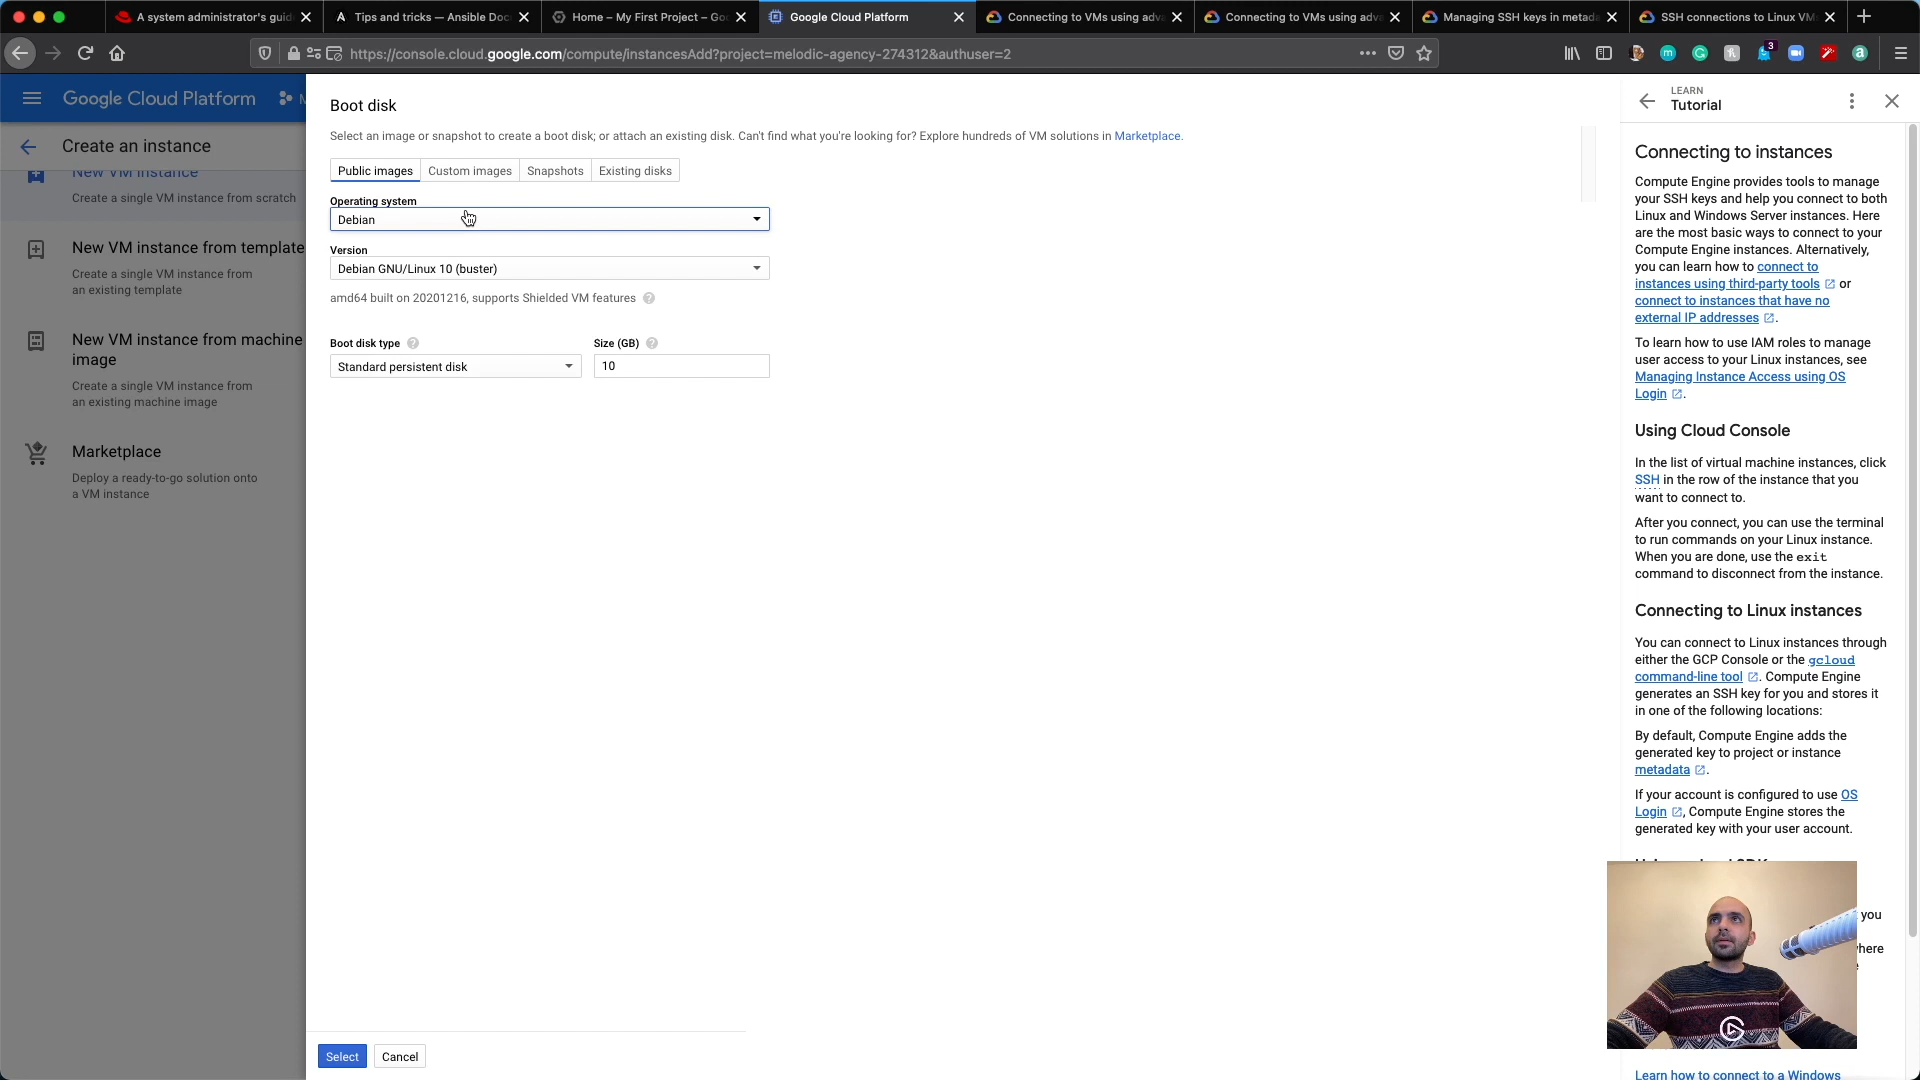 A system administrator's guid
Tips and tricks — Ansible Doc
Home – My First Project – Goo
Google Cloud Platform
Connecting to VMs using adva
Connecting to VMs using adva
Managing SSH keys in metada
SSH connections to Linux VM
https://console.cloud.google.com/compute/instancesAdd?project=melodic-agency-274312&authuser=2
3
Google Cloud Platform
Create an instance
New VM instance
Create a single VM instance from scratch
New VM instance from template
Create a single VM instance from
an existing template
New VM instance from machine
image
Create a single VM instance from
an existing machine image
Marketplace
Deploy a ready-to-go solution onto
a VM instance
Boot disk
Select an image or snapshot to create a boot disk; or attach an existing disk. Can't find what you're looking for? Explore hundreds of VM solutions in Marketplace.
Public images
Custom images
Snapshots
Existing disks
Operating system
Debian
Version
Debian GNU/Linux 10 (buster)
amd64 built on 20201216, supports Shielded VM features
Boot disk type
Size (GB)
Standard persistent disk
10
Select
Cancel
LEARN
Tutorial
Connecting to instances
Compute Engine provides tools to manage
your SSH keys and help you connect to both
Linux and Windows Server instances. Here
are the most basic ways to connect to your
Compute Engine instances. Alternatively,
you can learn how to connect to
instances using third-party tools or
connect to instances that have no
external IP addresses .
To learn how to use IAM roles to manage
user access to your Linux instances, see
Managing Instance Access using OS
Login .
Using Cloud Console
In the list of virtual machine instances, click
SSH in the row of the instance that you
want to connect to.
After you connect, you can use the terminal
to run commands on your Linux instance.
When you are done, use the exit
command to disconnect from the instance.
Connecting to Linux instances
You can connect to Linux instances through
either the GCP Console or the gcloud
command-line tool . Compute Engine
generates an SSH key for you and stores it
in one of the following locations:
By default, Compute Engine adds the
generated key to project or instance
metadata .
If your account is configured to use OS
Login , Compute Engine stores the
generated key with your user account.
you
Learn how to connect to a Windows